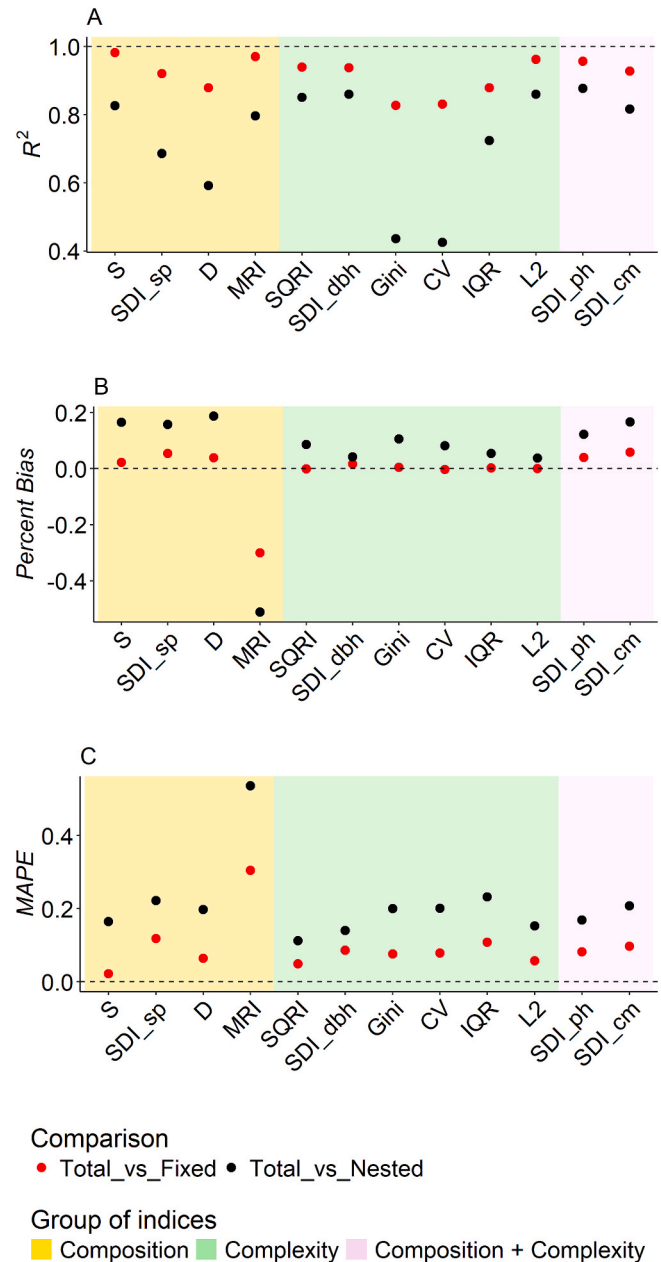 A
R²
1.0
0.8
0.6
0.4
S SDI_sp D MRI SQRI SDI_dbh Gini CV IQR L2 SDI_ph SDI_cm
B
Percent Bias
0.2
0.0
-0.2
-0.4
S SDI_sp D MRI SQRI SDI_dbh Gini CV IQR L2 SDI_ph SDI_cm
C
MAPE
0.4
0.2
0.0
S SDI_sp D MRI SQRI SDI_dbh Gini CV IQR L2 SDI_ph SDI_cm
Comparison
Total_vs_Fixed Total_vs_Nested
Group of indices
Composition Complexity Composition + Complexity